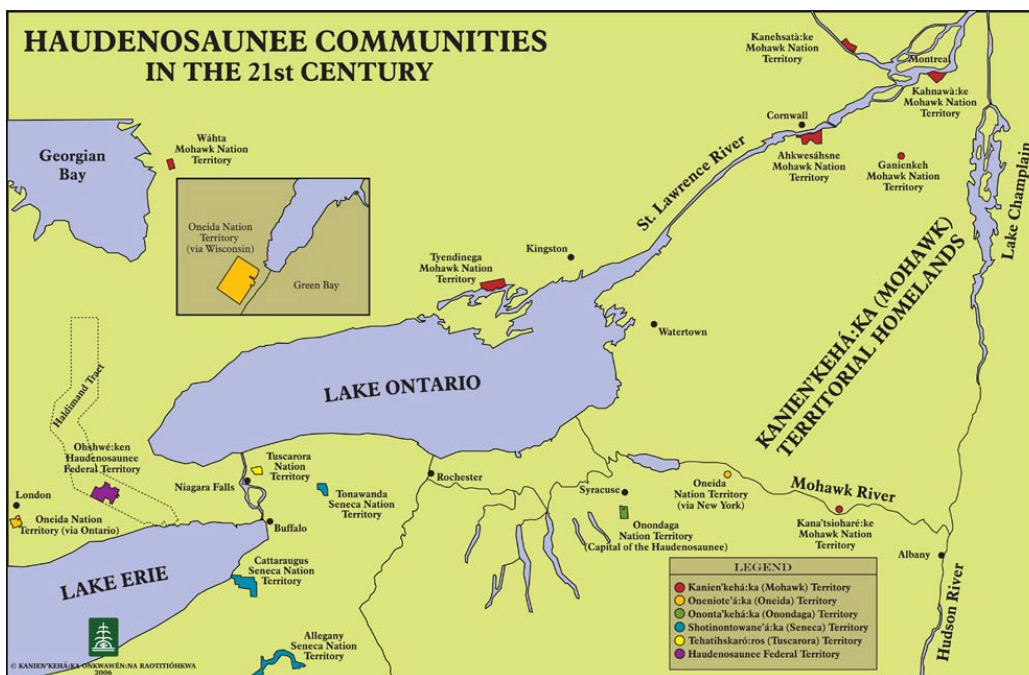 HAUDENOSAUNEE COMMUNITIES
IN THE 21st CENTURY
Kanehsatà:ke
Mohawk Nation
Territory
Montreal
Kahnawà:ke
Mohawk Nation
Territory
Cornwall
Ahkwesáhsne
Mohawk Nation
Territory
Ganienkeh
Mohawk Nation
Territory
Lake Champlain
St. Lawrence River
Georgian
Bay
Wáhta
Mohawk Nation
Territory
Oneida Nation
Territory
(via Wisconsin)
Green Bay
Kingston
Tyendinega
Mohawk Nation
Territory
Watertown
KANIEN'KEHÁ:KA (MOHAWK)
TERRITORIAL HOMELANDS
LAKE ONTARIO
Haldimand Tract
Ohshwé:ken
Haudenosaunee
Federal Territory
London
Oneida Nation
Territory (via Ontario)
Niagara Falls
Tuscarora
Nation
Territory
Tonawanda
Seneca Nation
Territory
Buffalo
Rochester
Syracuse
Onondaga
Nation Territory
(Capital of the Haudenosaunee)
Oneida
Nation Territory
(via New York)
Mohawk River
Kana'tsioharé:ke
Mohawk Nation
Territory
Albany
Hudson River
LAKE ERIE
Cattaraugus
Seneca Nation
Territory
Allegany
Seneca Nation
Territory
LEGEND
Kanien'kehá:ka (Mohawk) Territory
Oneniote'á:ka (Oneida) Territory
Ononta'kehá:ka (Onondaga) Territory
Shotinontowane'á:ka (Seneca) Territory
Tehatihskaró:ros (Tuscarora) Territory
Haudenosaunee Federal Territory
© KANIEN'KEHÁ:KA ONKWAWÉN:NA RAOTITIÓHKWA
2006